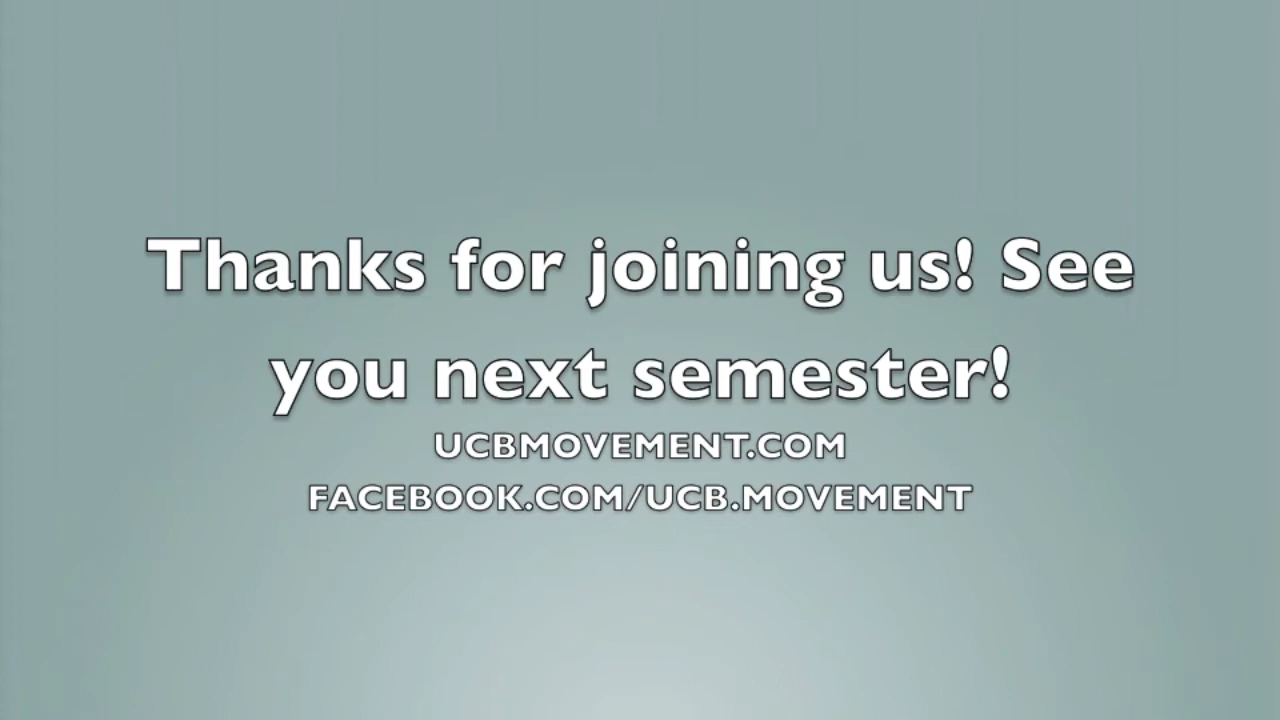 Thanks for joining us! See
you next semester!
UCBMOVEMENT.COM
FACEBOOK.COM/UCB.MOVEMENT